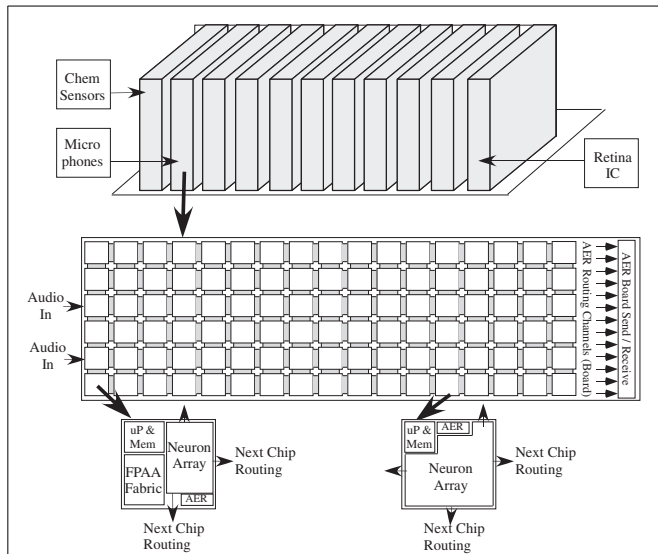 Chem
Sensors
Micro
phones
Retina
IC
Audio
In
Audio
In
AER Routing Channels (Board)
AER Board Send / Receive
uP &
Mem
Neuron
Array
FPAA
Fabric
AER
Next Chip
Routing
Next Chip
Routing
uP &
Mem
AER
Neuron
Array
Next Chip
Routing
Next Chip
Routing